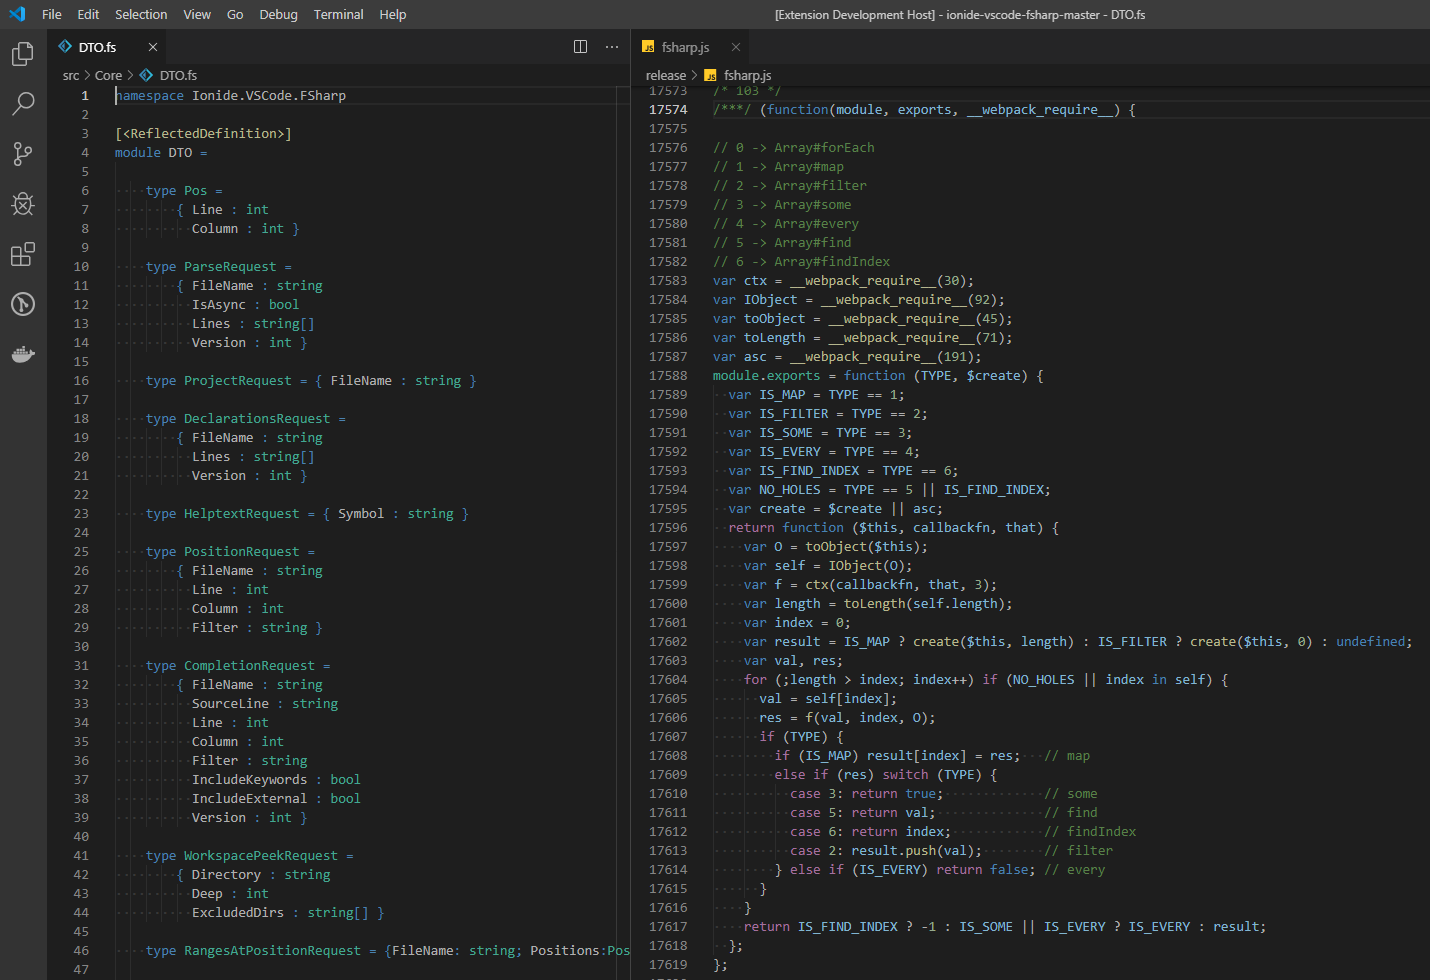 File Edit Selection View Go Debug Terminal Help
[Extension Development Host] - ionide-vscode-fsharp-master - DTO.fs
DTO.fs
src > Core > DTO.fs
1 namespace Ionide.VSCode.FSharp
2
3 [<ReflectedDefinition>]
4 module DTO =
5
6 type Pos =
7 { Line : int
8 Column : int }
9
10 type ParseRequest =
11 { FileName : string
12 IsAsync : bool
13 Lines : string[]
14 Version : int }
15
16 type ProjectRequest = { FileName : string }
17
18 type DeclarationsRequest =
19 { FileName : string
20 Lines : string[]
21 Version : int }
22
23 type HelptextRequest = { Symbol : string }
24
25 type PositionRequest =
26 { FileName : string
27 Line : int
28 Column : int
29 Filter : string }
30
31 type CompletionRequest =
32 { FileName : string
33 SourceLine : string
34 Line : int
35 Column : int
36 Filter : string
37 IncludeKeywords : bool
38 IncludeExternal : bool
39 Version : int }
40
41 type WorkspacePeekRequest =
42 { Directory : string
43 Deep : int
44 ExcludedDirs : string[] }
45
46 type RangesAtPositionRequest = {FileName: string; Positions:Pos
47
JS fsharp.js
release > JS fsharp.js
17573 /* 103 */
17574 /***/ (function(module, exports, __webpack_require__) {
17575
17576 // 0 -> Array#forEach
17577 // 1 -> Array#map
17578 // 2 -> Array#filter
17579 // 3 -> Array#some
17580 // 4 -> Array#every
17581 // 5 -> Array#find
17582 // 6 -> Array#findIndex
17583 var ctx = __webpack_require__(30);
17584 var IObject = __webpack_require__(92);
17585 var toObject = __webpack_require__(45);
17586 var toLength = __webpack_require__(71);
17587 var asc = __webpack_require__(191);
17588 module.exports = function (TYPE, $create) {
17589 var IS_MAP = TYPE == 1;
17590 var IS_FILTER = TYPE == 2;
17591 var IS_SOME = TYPE == 3;
17592 var IS_EVERY = TYPE == 4;
17593 var IS_FIND_INDEX = TYPE == 6;
17594 var NO_HOLES = TYPE == 5 || IS_FIND_INDEX;
17595 var create = $create || asc;
17596 return function ($this, callbackfn, that) {
17597 var O = toObject($this);
17598 var self = IObject(O);
17599 var f = ctx(callbackfn, that, 3);
17600 var length = toLength(self.length);
17601 var index = 0;
17602 var result = IS_MAP ? create($this, length) : IS_FILTER ? create($this, 0) : undefined;
17603 var val, res;
17604 for (;length > index; index++) if (NO_HOLES || index in self) {
17605 val = self[index];
17606 res = f(val, index, O);
17607 if (TYPE) {
17608 if (IS_MAP) result[index] = res; // map
17609 else if (res) switch (TYPE) {
17610 case 3: return true; // some
17611 case 5: return val; // find
17612 case 6: return index; // findIndex
17613 case 2: result.push(val); // filter
17614 } else if (IS_EVERY) return false; // every
17615 }
17616 }
17617 return IS_FIND_INDEX ? -1 : IS_SOME || IS_EVERY ? IS_EVERY : result;
17618 };
17619 };